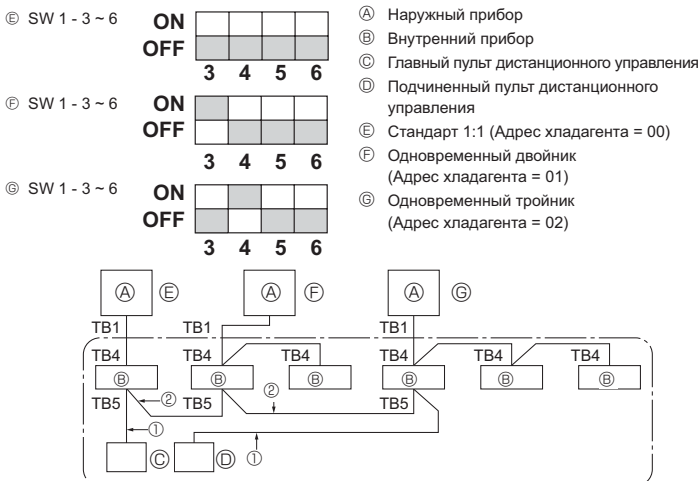 Ⓔ SW 1 - 3 ~ 6
ON
OFF
3 4 5 6
Ⓕ SW 1 - 3 ~ 6
ON
OFF
3 4 5 6
Ⓖ SW 1 - 3 ~ 6
ON
OFF
3 4 5 6
Ⓐ Наружный прибор
Ⓑ Внутренний прибор
Ⓒ Главный пульт дистанционного управления
Ⓓ Подчиненный пульт дистанционного
управления
Ⓔ Стандарт 1:1 (Адрес хладагента = 00)
Ⓕ Одновременный двойник
(Адрес хладагента = 01)
Ⓖ Одновременный тройник
(Адрес хладагента = 02)
Ⓐ Ⓔ Ⓐ Ⓕ Ⓐ Ⓖ
TB1 TB1 TB1
TB4 TB4 TB4 TB4 TB4 TB4
Ⓑ Ⓑ Ⓑ Ⓑ Ⓑ Ⓑ
TB5 ② TB5 ② TB5
① ①
Ⓒ Ⓓ